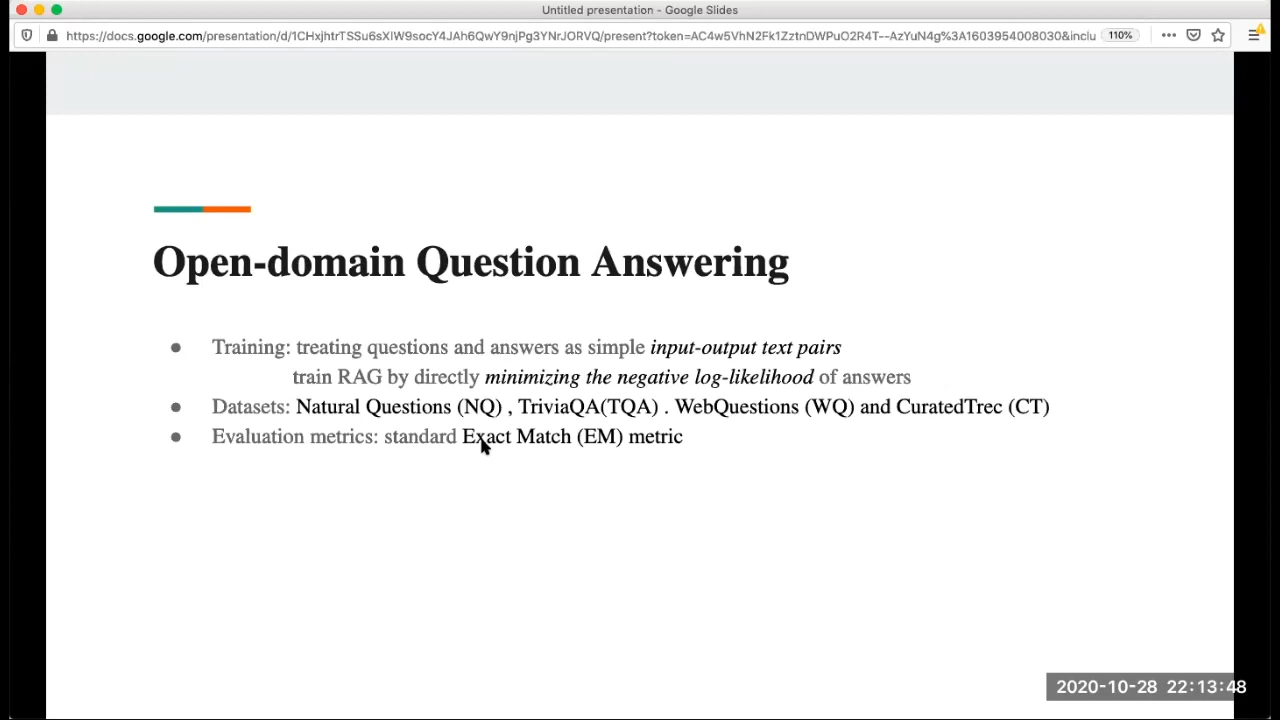 Untitled presentation - Google Slides
https://docs.google.com/presentation/d/1CHxjhtrTSSu6sXIW9socY4JAh6QwY9njPg3YNrJORVQ/present?token=AC4w5VhN2Fk1ZztnDWPuO2R4T--AzYuN4g%3A1603954008030&inclu 110%
Open-domain Question Answering
● Training: treating questions and answers as simple input-output text pairs
train RAG by directly minimizing the negative log-likelihood of answers
● Datasets: Natural Questions (NQ) , TriviaQA(TQA) . WebQuestions (WQ) and CuratedTrec (CT)
● Evaluation metrics: standard Exact Match (EM) metric
2020-10-28 22:13:48